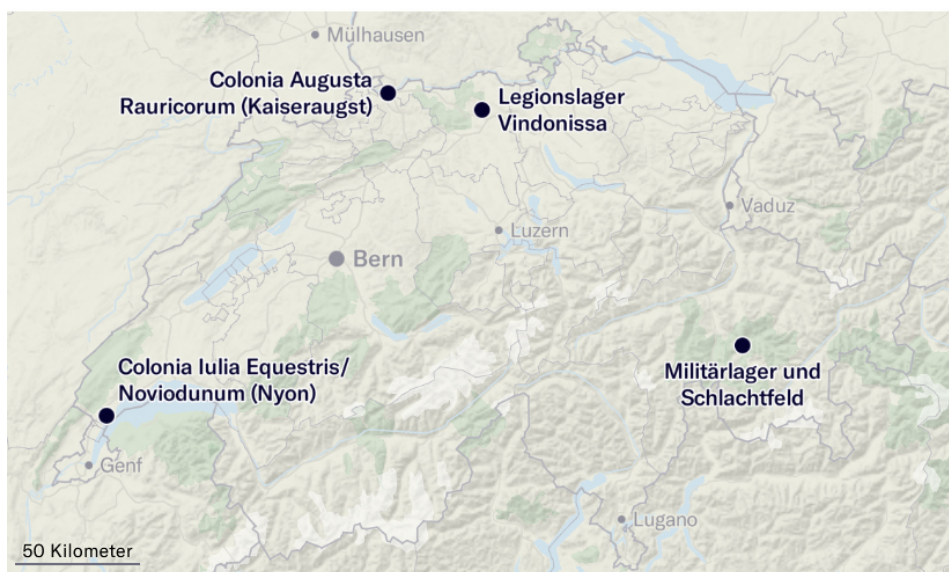 Mülhausen
Colonia Augusta
Rauricorum (Kaiseraugst)
Legionslager
Vindonissa
Vaduz
Luzern
Bern
Colonia Iulia Equestris/
Noviodunum (Nyon)
Militärlager und
Schlachtfeld
Genf
Lugano
50 Kilometer